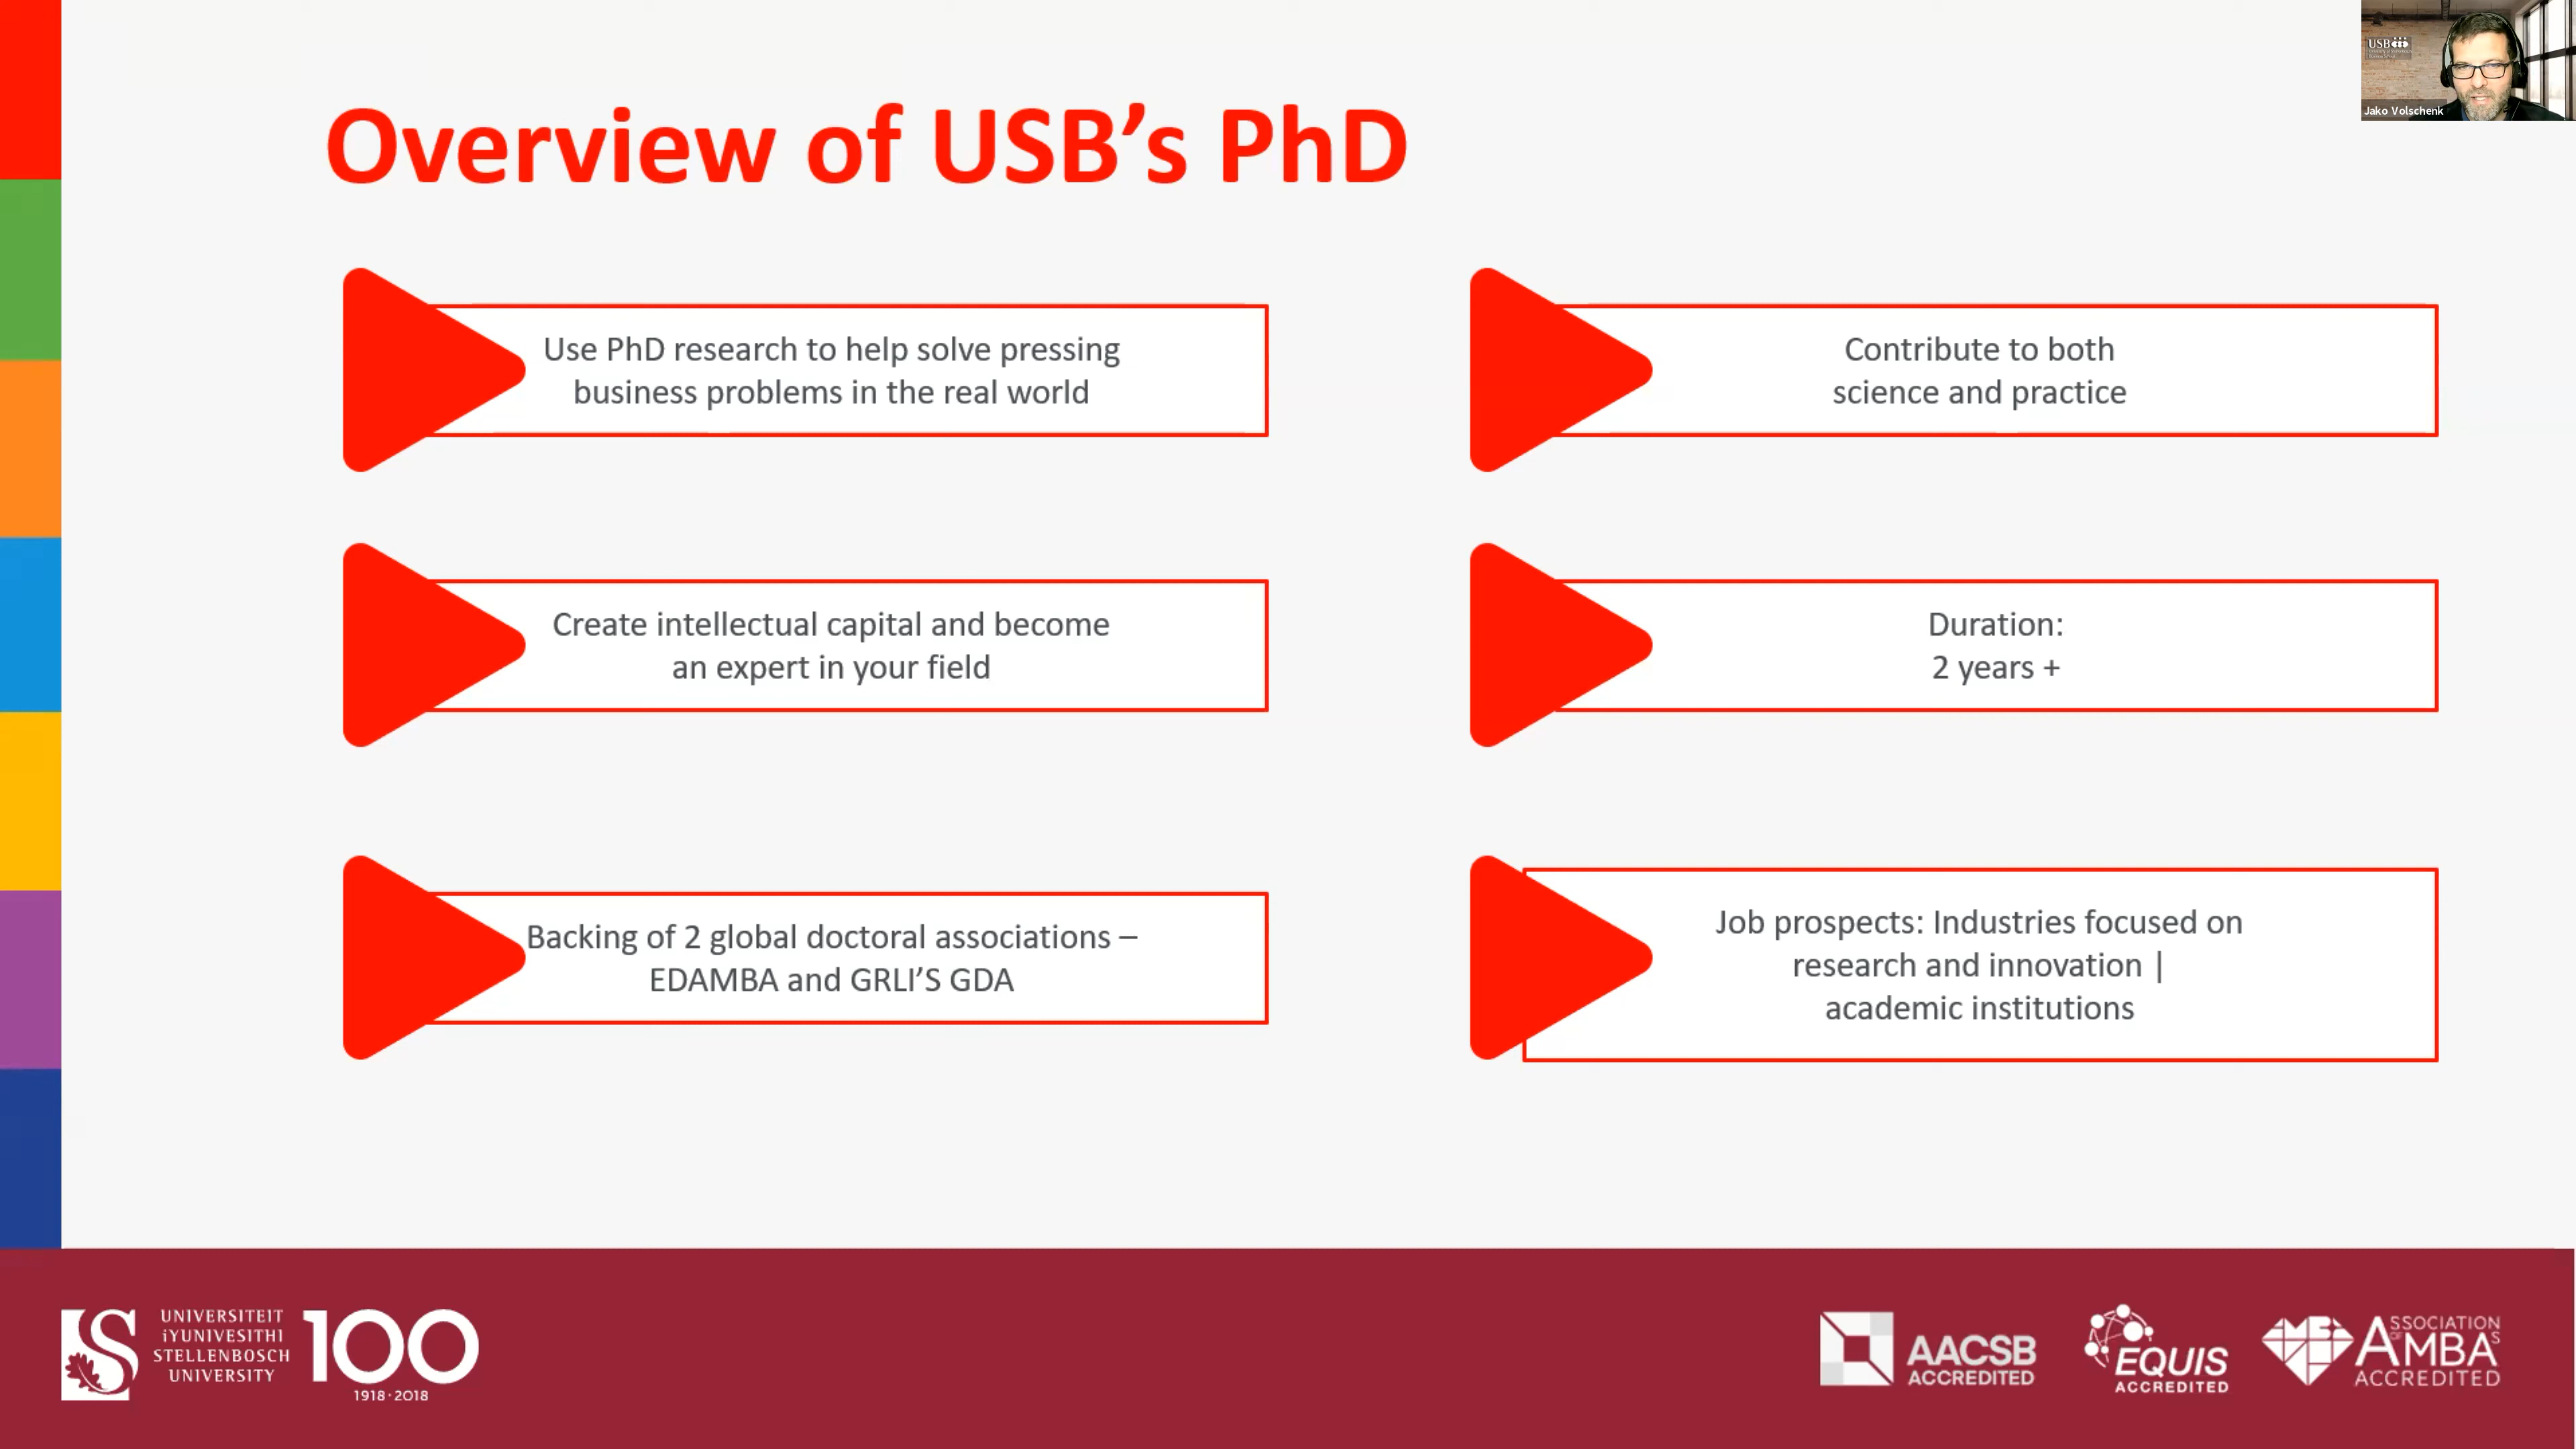 Overview of USB’s PhD
USB
Jako Volschenk
Use PhD research to help solve pressing
business problems in the real world
Contribute to both
science and practice
Create intellectual capital and become
an expert in your field
Duration:
2 years +
Backing of 2 global doctoral associations –
EDAMBA and GRLI’S GDA
Job prospects: Industries focused on
research and innovation |
academic institutions
UNIVERSITEIT
iYUNIVESITHI
STELLENBOSCH
UNIVERSITY
100
1918·2018
AACSB
ACCREDITED
EQUIS
ACCREDITED
ASSOCIATION
OF MBAS
ACCREDITED